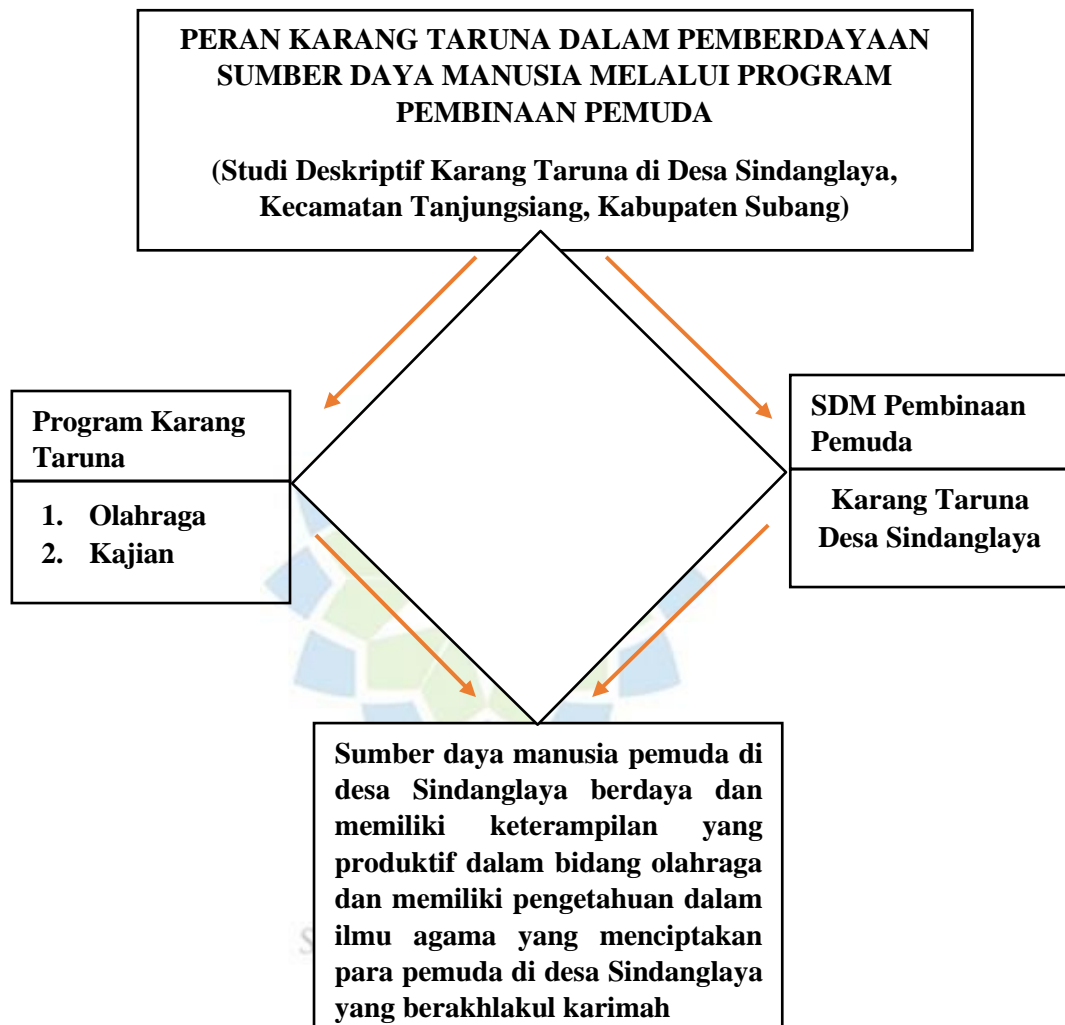 PERAN KARANG TARUNA DALAM PEMBERDAYAAN
SUMBER DAYA MANUSIA MELALUI PROGRAM
PEMBINAAN PEMUDA
(Studi Deskriptif Karang Taruna di Desa Sindanglaya,
Kecamatan Tanjungsiang, Kabupaten Subang)
Program Karang
Taruna
1. Olahraga
2. Kajian
SDM Pembinaan
Pemuda
Karang Taruna
Desa Sindanglaya
Sumber daya manusia pemuda di
desa Sindanglaya berdaya dan
memiliki keterampilan yang
produktif dalam bidang olahraga
dan memiliki pengetahuan dalam
ilmu agama yang menciptakan
para pemuda di desa Sindanglaya
yang berakhlakul karimah